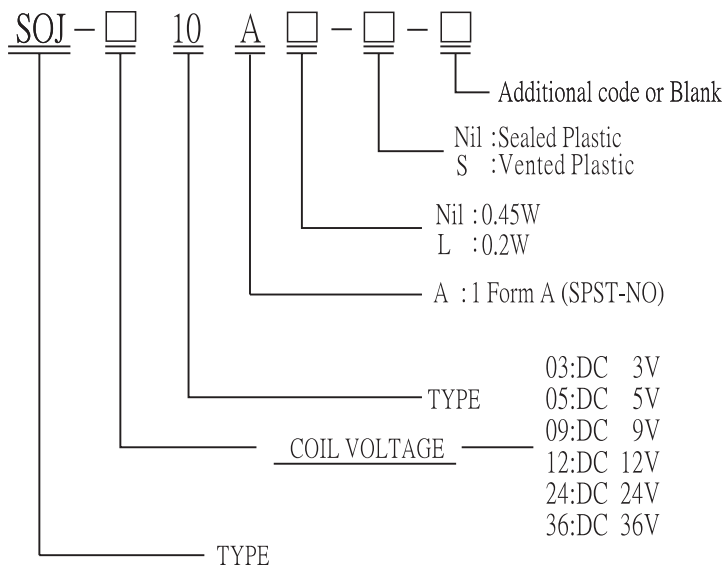 SOJ-□ 10 A □-□-□
Additional code or Blank
Nil :Sealed Plastic
S :Vented Plastic
Nil :0.45W
L :0.2W
A :1 Form A (SPST-NO)
TYPE
COIL VOLTAGE
03:DC 3V
05:DC 5V
09:DC 9V
12:DC 12V
24:DC 24V
36:DC 36V
TYPE